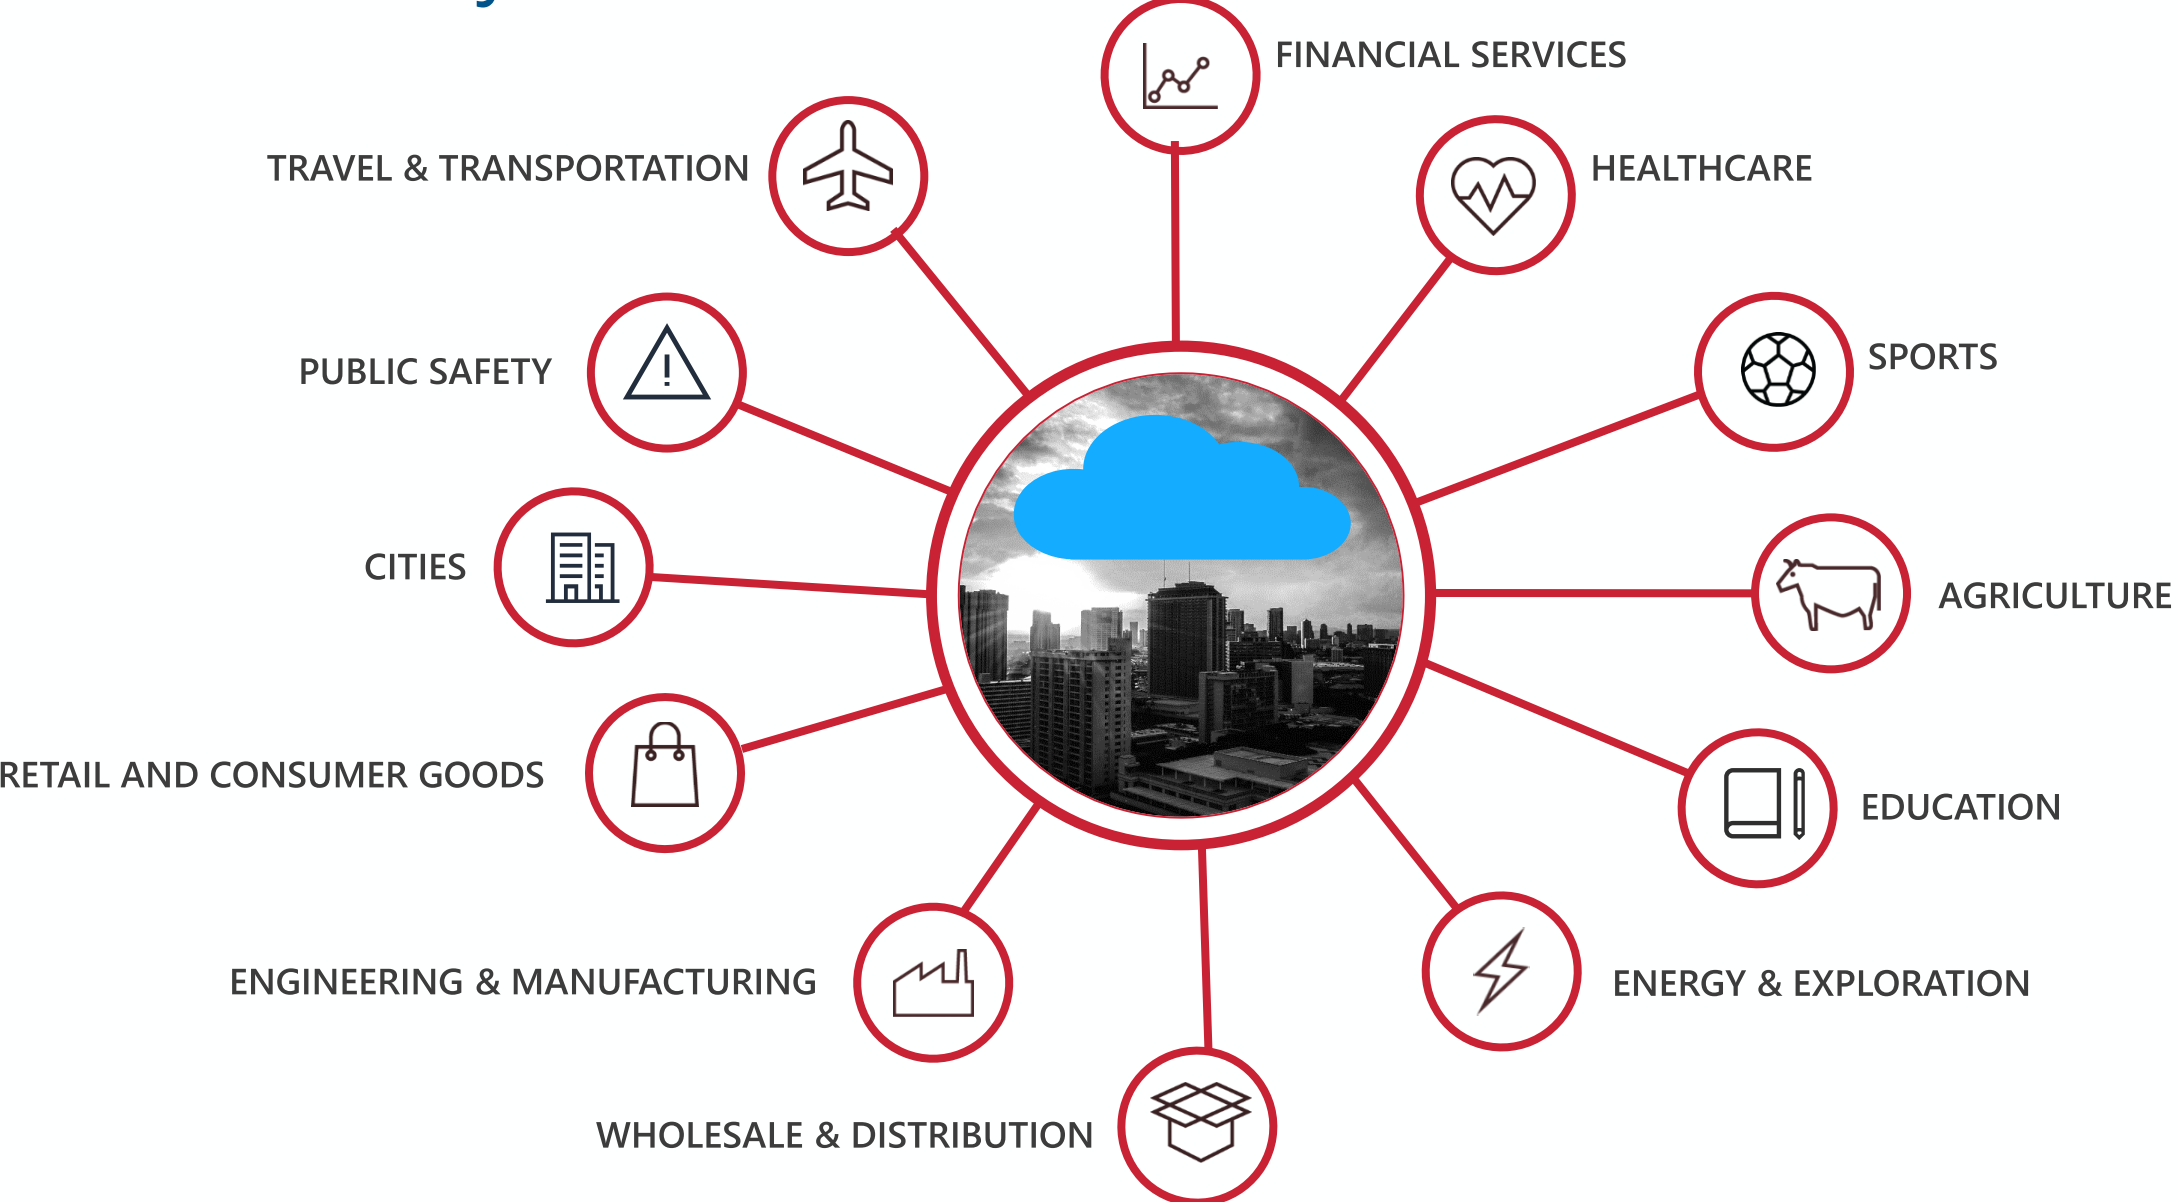 FINANCIAL SERVICES
TRAVEL & TRANSPORTATION
HEALTHCARE
PUBLIC SAFETY
SPORTS
CITIES
AGRICULTURE
RETAIL AND CONSUMER GOODS
EDUCATION
ENGINEERING & MANUFACTURING
ENERGY & EXPLORATION
WHOLESALE & DISTRIBUTION